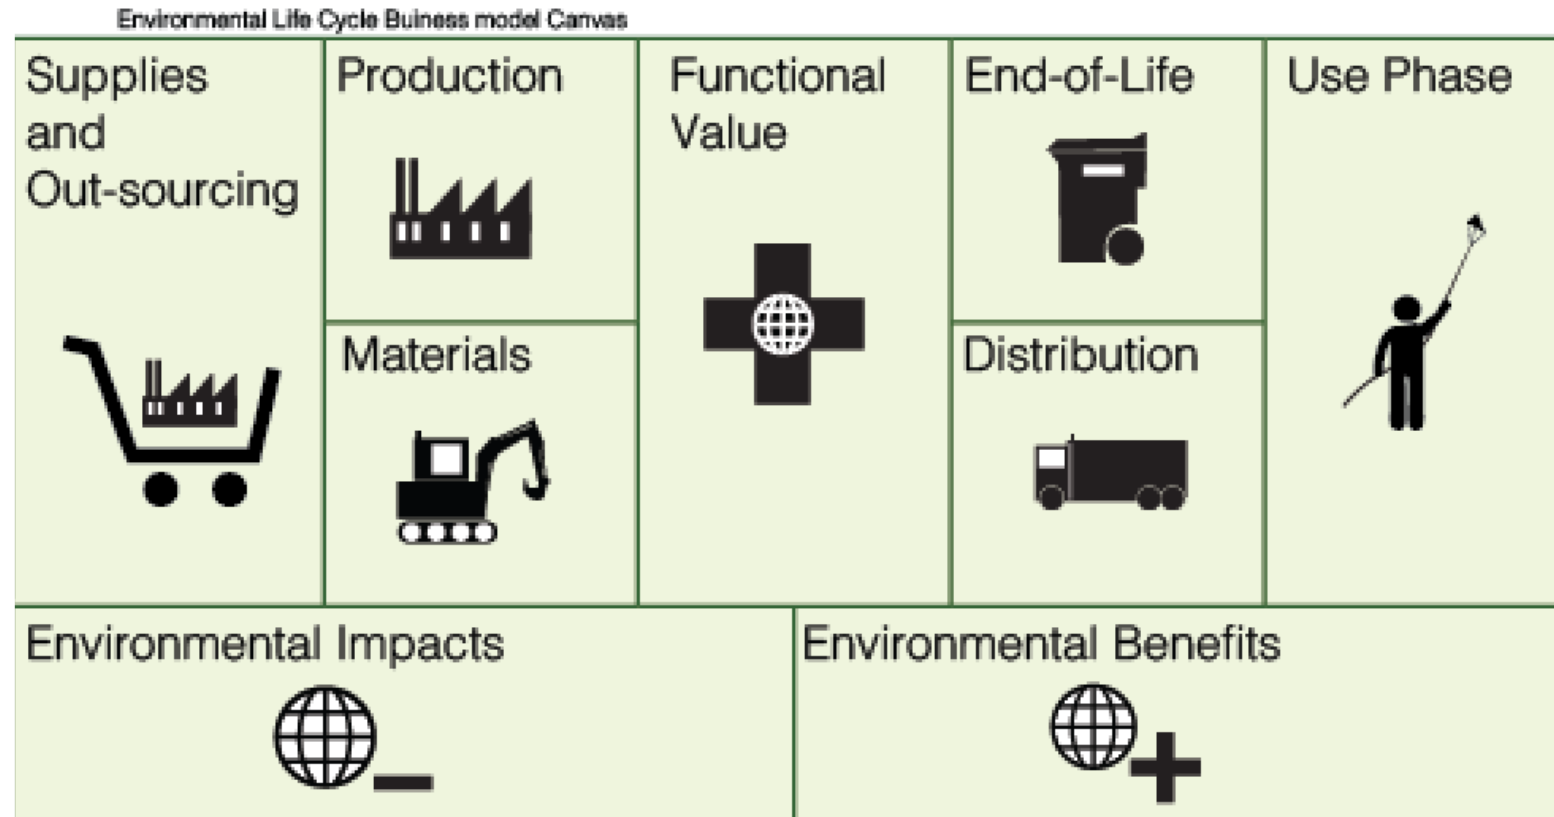 Environmental Life Cycle Buiness model Canvas
Supplies
and
Out-sourcing
Production
Materials
Functional
Value
End-of-Life
Distribution
Use Phase
Environmental Impacts
Environmental Benefits